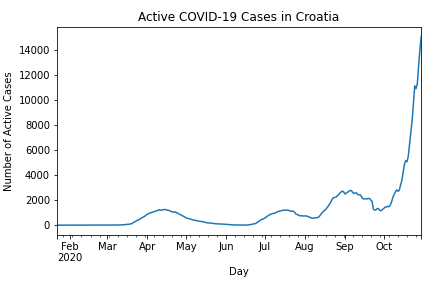 Active COVID-19 Cases in Croatia
Number of Active Cases
14000
12000
10000
8000
6000
4000
2000
0
Feb Mar Apr May Jun Jul Aug Sep Oct
2020
Day